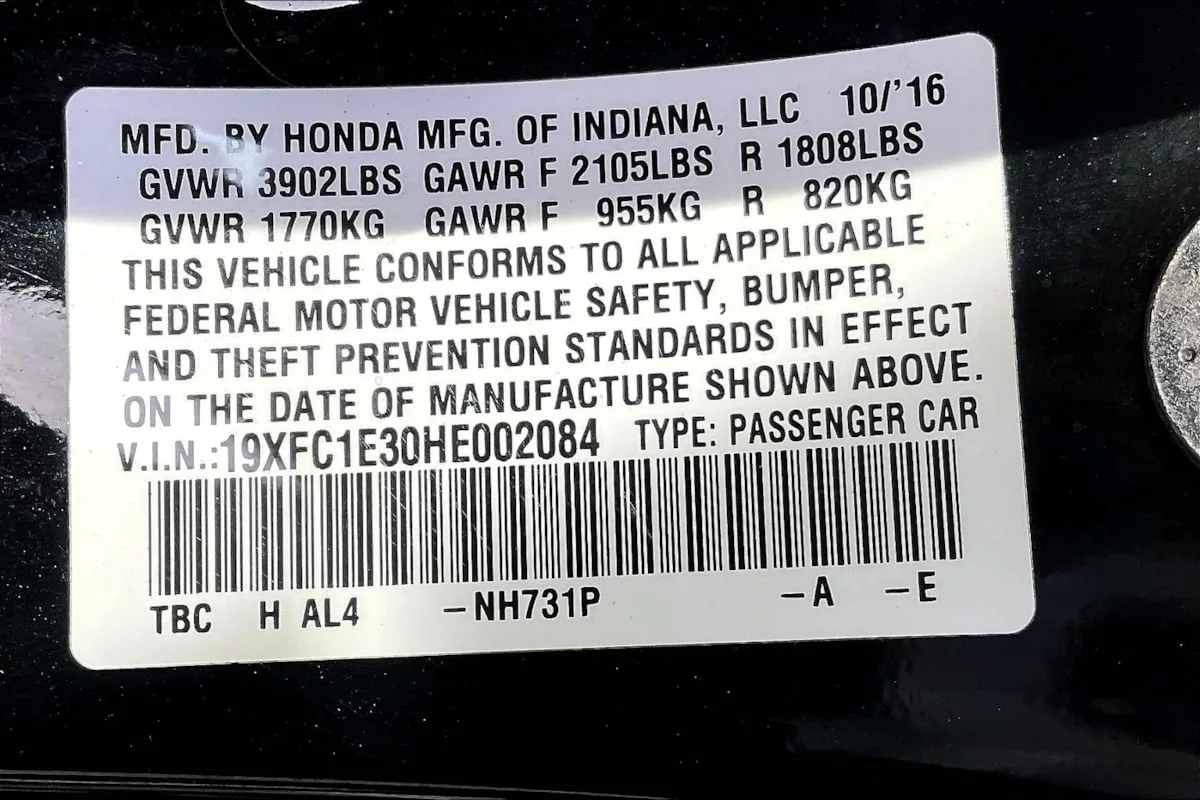 MFD. BY HONDA MFG. OF INDIANA, LLC 10/'16
GVWR 3902LBS GAWR F 2105LBS R 1808LBS
GVWR 1770KG GAWR F 955KG R 820KG
THIS VEHICLE CONFORMS TO ALL APPLICABLE
FEDERAL MOTOR VEHICLE SAFETY, BUMPER,
AND THEFT PREVENTION STANDARDS IN EFFECT
ON THE DATE OF MANUFACTURE SHOWN ABOVE.
V.I.N.:19XFC1E30HE002084 TYPE: PASSENGER CAR
TBC H AL4 -NH731P -A -E